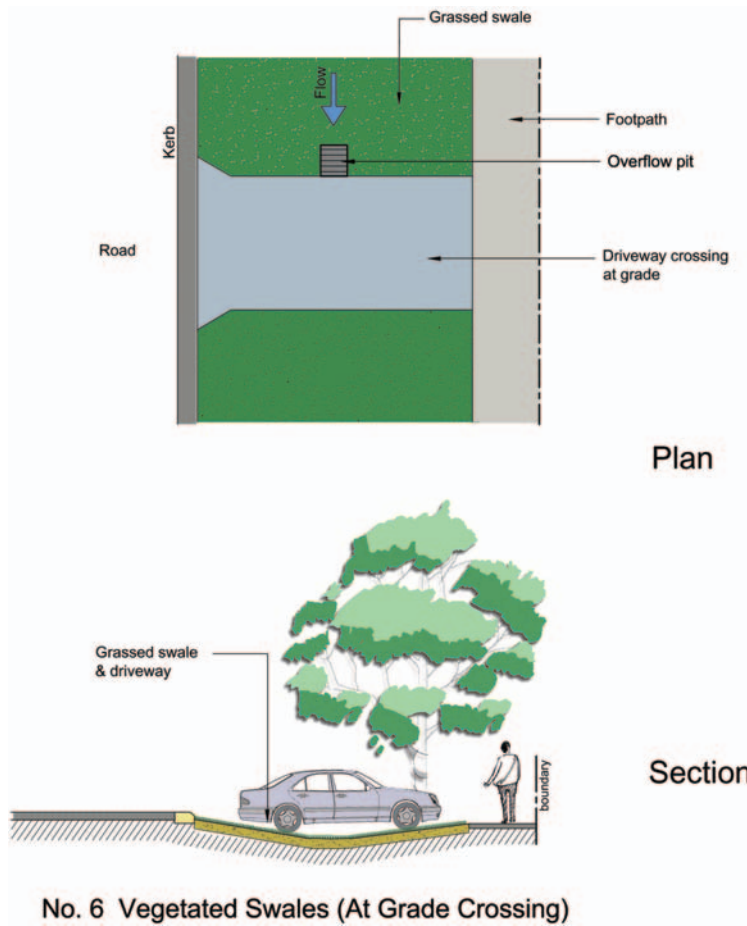 Grassed swale
Flow
Kerb
Footpath
Overflow pit
Road
Driveway crossing
at grade
Plan
Grassed swale
& driveway
boundary
Section
No. 6 Vegetated Swales (At Grade Crossing)